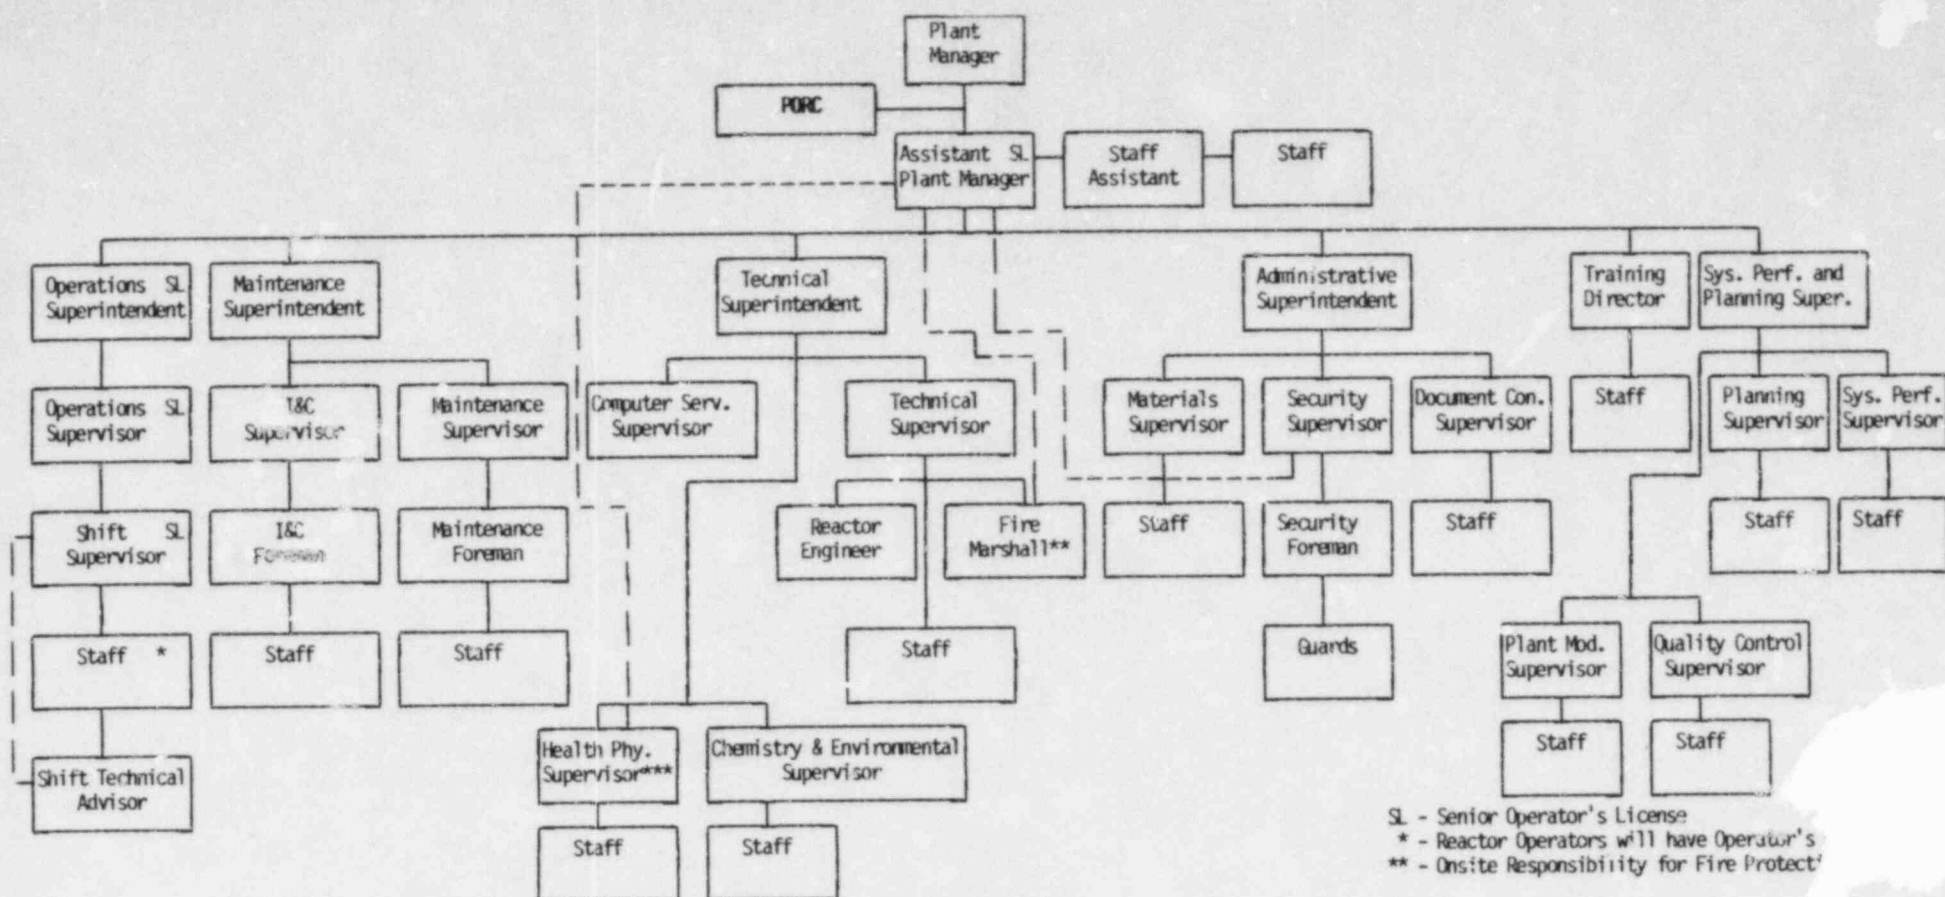 Plant
Manager
PORC
Assistant SL
Plant Manager
Staff
Assistant
Staff
Operations SL
Superintendent
Maintenance
Superintendent
Technical
Superintendent
Administrative
Superintendent
Training
Director
Sys. Perf. and
Planning Super.
Operations SL
Supervisor
I&C
Supervisor
Maintenance
Supervisor
Computer Serv.
Supervisor
Technical
Supervisor
Materials
Supervisor
Security
Supervisor
Document Con.
Supervisor
Staff
Planning
Supervisor
Sys. Perf.
Supervisor
Shift SL
Supervisor
I&C
Foreman
Maintenance
Foreman
Reactor
Engineer
Fire
Marshall**
Staff
Security
Foreman
Staff
Staff
Staff
Staff *
Staff
Staff
Staff
Guards
Plant Mod.
Supervisor
Quality Control
Supervisor
Shift Technical
Advisor
Health Phy.
Supervisor***
Chemistry & Environmental
Supervisor
Staff
Staff
Staff
Staff
SL - Senior Operator's License
* - Reactor Operators will have Operator's
** - Onsite Responsibility for Fire